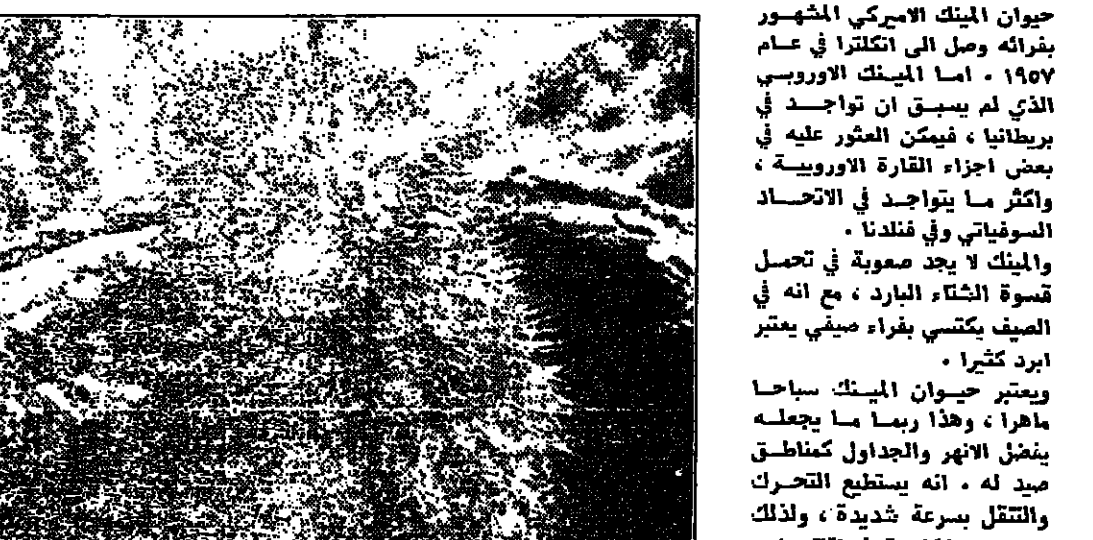 حيوان المينك الاميركي المشهور
بفرائه وصل الى انكلترا في عام
١٩٥٧ . اما المينك الاوروبي
الذي لم يسبق ان تواجد في
بريطانيا ، فيمكن العثور عليه في
بعض اجزاء القارة الاوروبية ،
واكثر ما يتواجد في الاتحاد
السوفياتي وفي فنلندا .
والمينك لا يجد صعوبة في تحمل
قسوة الشتاء البارد ، مع انه في
الصيف يكتسي بفراء صيفي يعتبر
ابرد كثيرا .
ويعتبر حيوان المينك سباحا
ماهرا ، وهذا ربما ما يجعله
يفضل الانهر والجداول كمناطق
صيد له . انه يستطيع التحرك
والتنقل بسرعة شديدة ، ولذلك